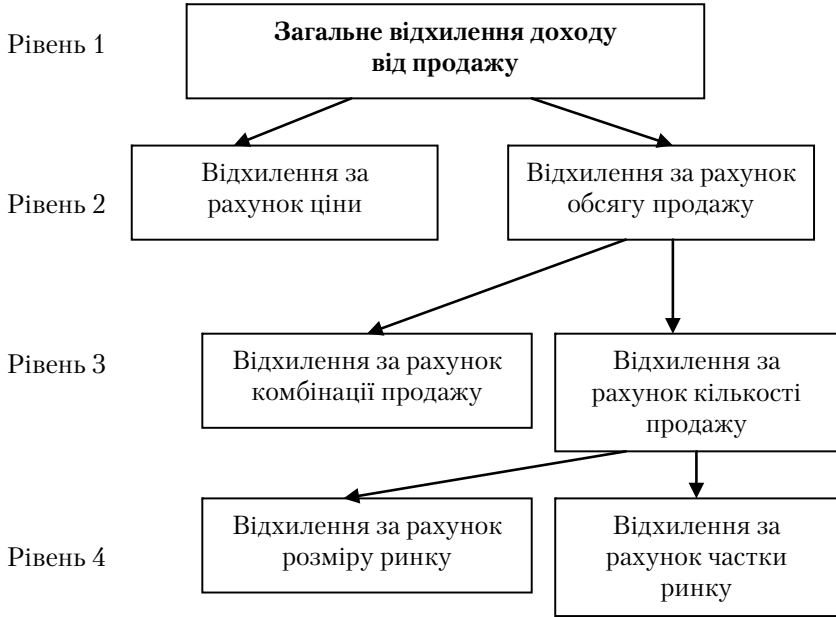 Рівень 1
Загальне відхилення доходу
від продажу
Рівень 2
Відхилення за
рахунок ціни
Відхилення за рахунок
обсягу продажу
Рівень 3
Відхилення за рахунок
комбінації продажу
Відхилення за
рахунок кількості
продажу
Рівень 4
Відхилення за рахунок
розміру ринку
Відхилення за
рахунок частки
ринку